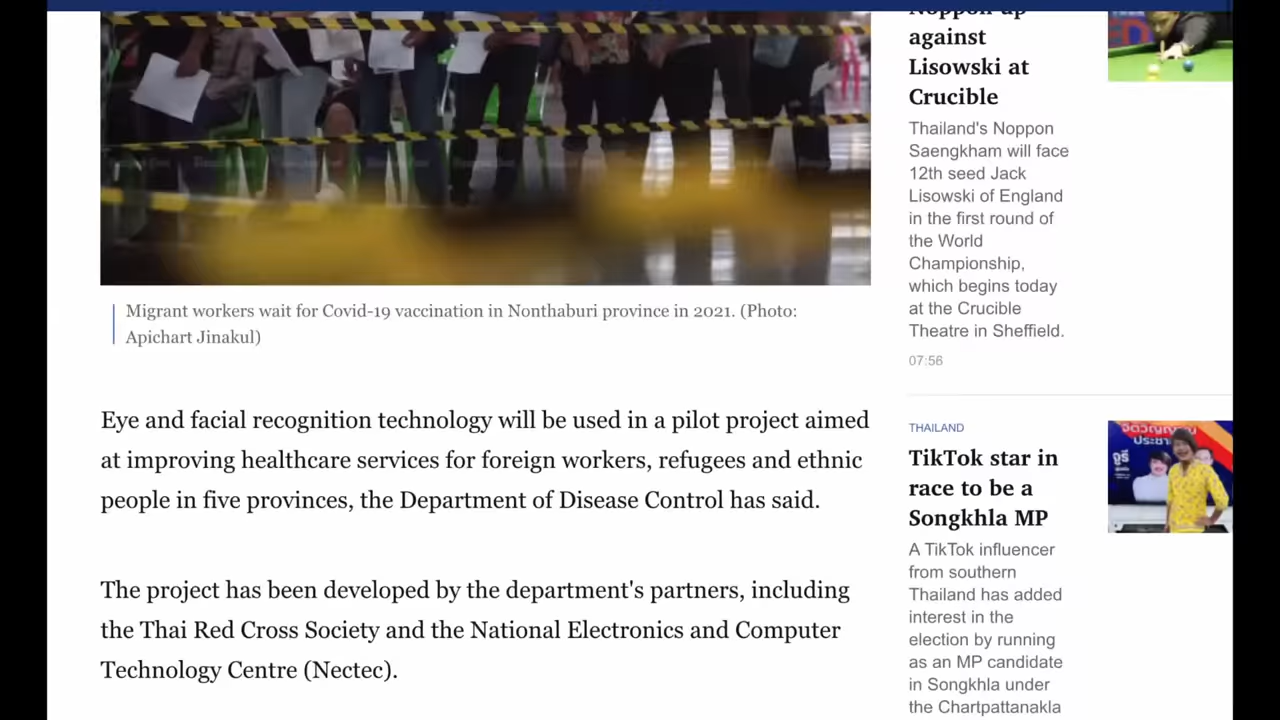 Migrant workers wait for Covid-19 vaccination in Nonthaburi province in 2021. (Photo:
Apichart Jinakul)
Eye and facial recognition technology will be used in a pilot project aimed
at improving healthcare services for foreign workers, refugees and ethnic
people in five provinces, the Department of Disease Control has said.
The project has been developed by the department's partners, including
the Thai Red Cross Society and the National Electronics and Computer
Technology Centre (Nectec).
Noppon up
against
Lisowski at
Crucible
Thailand's Noppon
Saengkham will face
12th seed Jack
Lisowski of England
in the first round of
the World
Championship,
which begins today
at the Crucible
Theatre in Sheffield.
07:56
THAILAND
TikTok star in
race to be a
Songkhla MP
A TikTok influencer
from southern
Thailand has added
interest in the
election by running
as an MP candidate
in Songkhla under
the Chartpattanakla